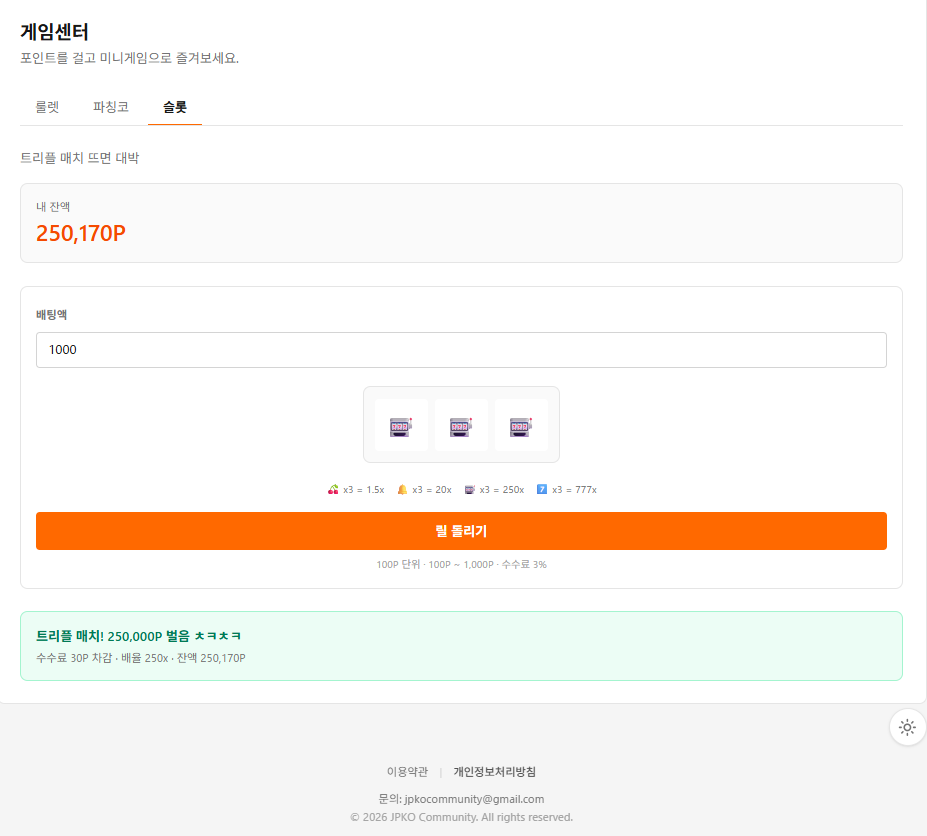 게임센터
포인트를 걸고 미니게임으로 즐겨보세요.
룰렛 파칭코 슬롯
트리플 매치 뜨면 대박
내 잔액
250,170P
배팅액
1000
x3 = 1.5x x3 = 20x x3 = 250x 7 x3 = 777x
릴 돌리기
100P 단위 · 100P ~ 1,000P · 수수료 3%
트리플 매치! 250,000P 벌음 ㅊㅋㅊㅋ
수수료 30P 차감 · 배율 250x · 잔액 250,170P
이용약관 | 개인정보처리방침
문의: jpkocommunity@gmail.com
© 2026 JPKO Community. All rights reserved.